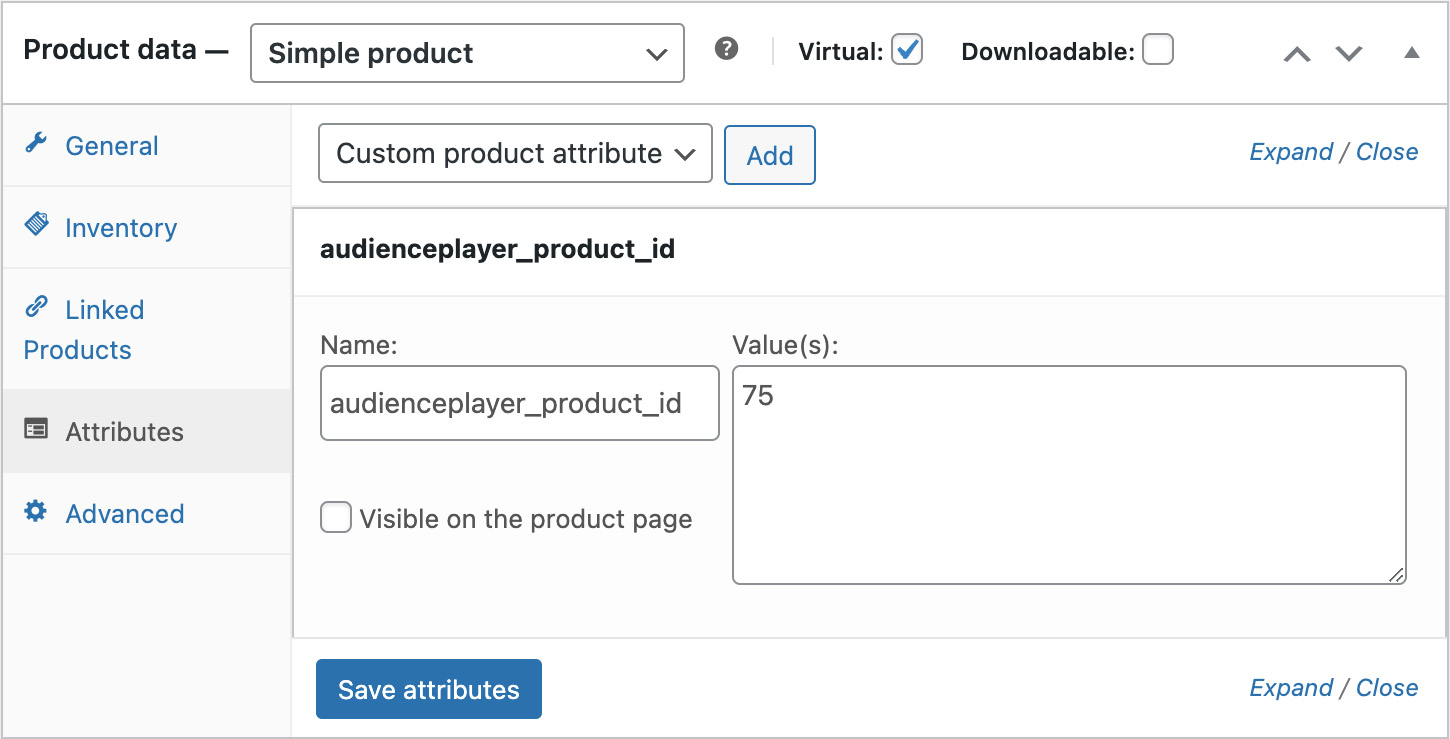 Product data — Simple product ? Virtual: Downloadable:
General
Inventory
Linked
Products
Attributes
Advanced
Custom product attribute Add Expand / Close
audienceplayer_product_id
Name: Value(s):
audienceplayer_product_id 75
Visible on the product page
Save attributes Expand / Close